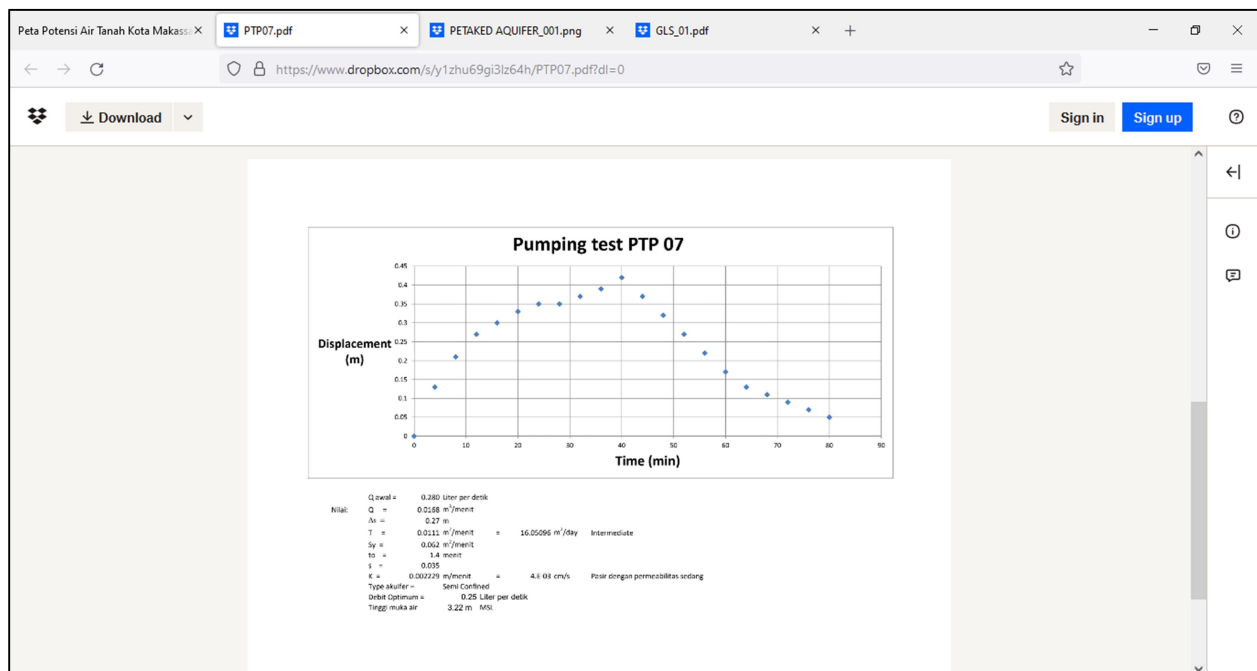 Peta Potensi Air Tanah Kota Makassa
PTP07.pdf
PETAKED AQUIFER_001.png
GLS_01.pdf
https://www.dropbox.com/s/y1zhu69gi3lz64h/PTP07.pdf?dl=0
Download
Sign in
Sign up
Pumping test PTP 07
Displacement
(m)
0.45
0.4
0.35
0.3
0.25
0.2
0.15
0.1
0.05
0
0 10 20 30 40 50 60 70 80 90
Time (min)
Q awal = 0.280 Liter per detik
Nilai: Q = 0.0168 m³/menit
Δs = 0.27 m
T = 0.0111 m²/menit = 16.05096 m²/day Intermediate
Sy = 0.062 m²/menit
to = 1.4 menit
s = 0.035
K = 0.002229 m/menit = 4.E-03 cm/s Pasir dengan permeabilitas sedang
Type akuifer = Semi Confined
Debit Optimum = 0.25 Liter per detik
Tinggi muka air 3.22 m MSL